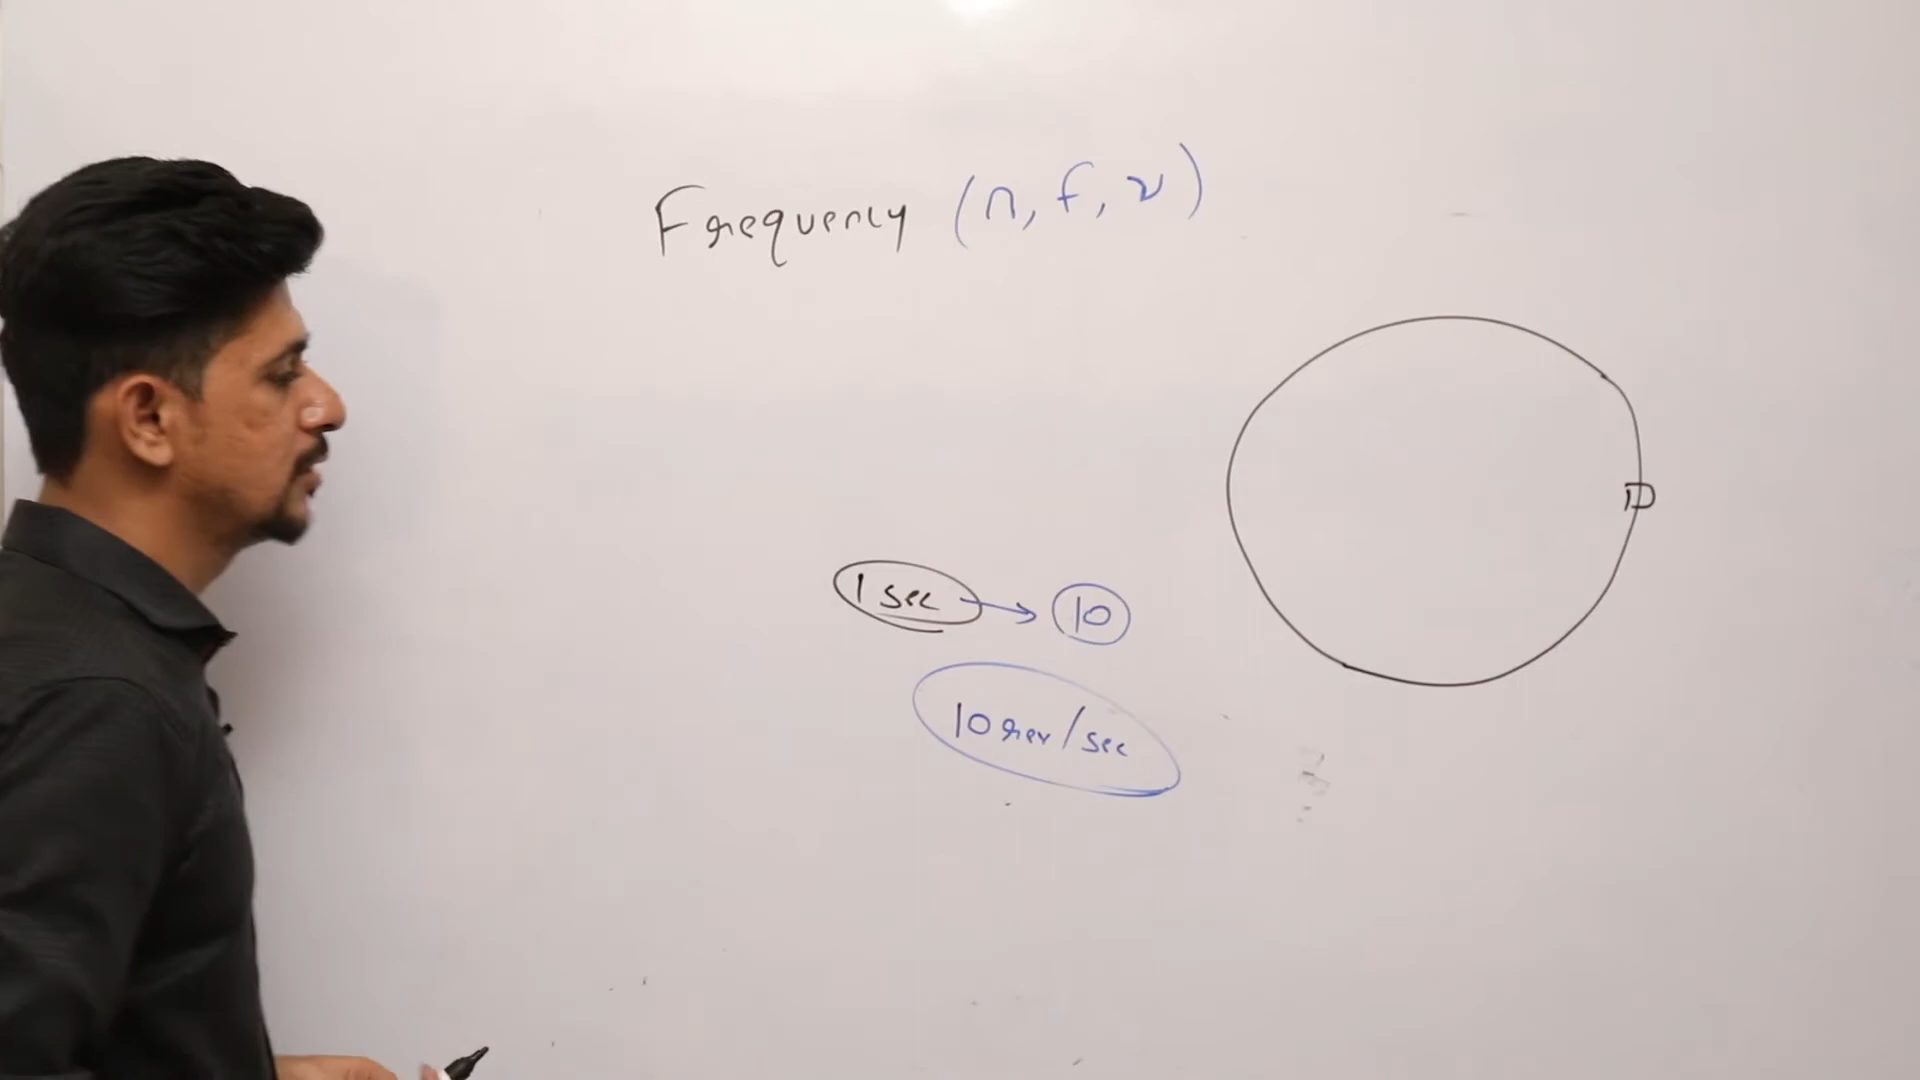 Frequency (n, f, ν)
1 sec → 10
10 rev/sec